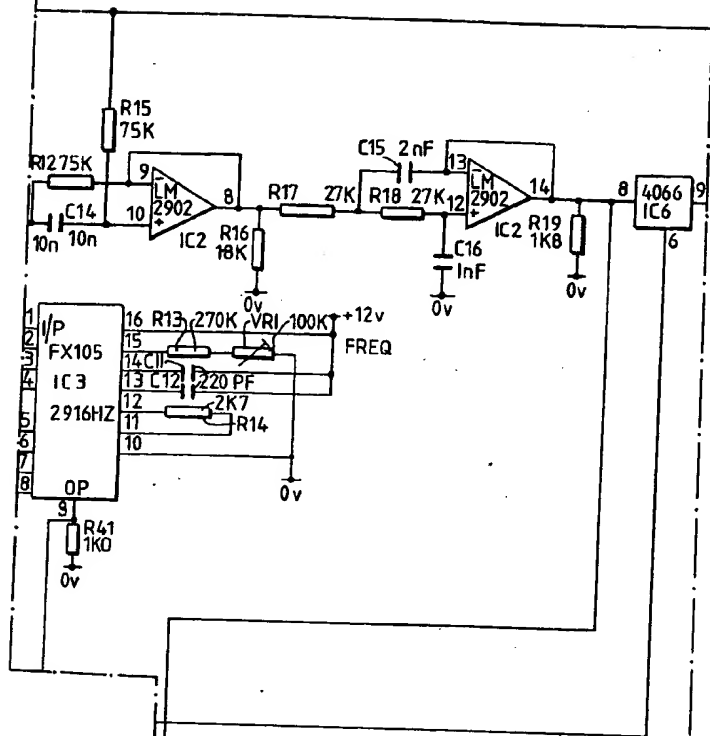 R15
75K
C15 2nF
R12 75K
9
8
R17
27K
R18
27K
13
14
8
4066
9
LM
2902
LM
2902
IC6
10
12
6
C14
10n
10n
IC2
R16
18K
IC2
R19
1K8
C16
1nF
0v
0v
0v
1
I/P
16
R13
270K
VR1
100K
+12v
2
FX105
15
FREQ
3
14
C11
4
IC3
13
C12
220PF
12
2K7
5
2916HZ
11
R14
6
10
7
8
OP
0v
9
R41
1K0
0v